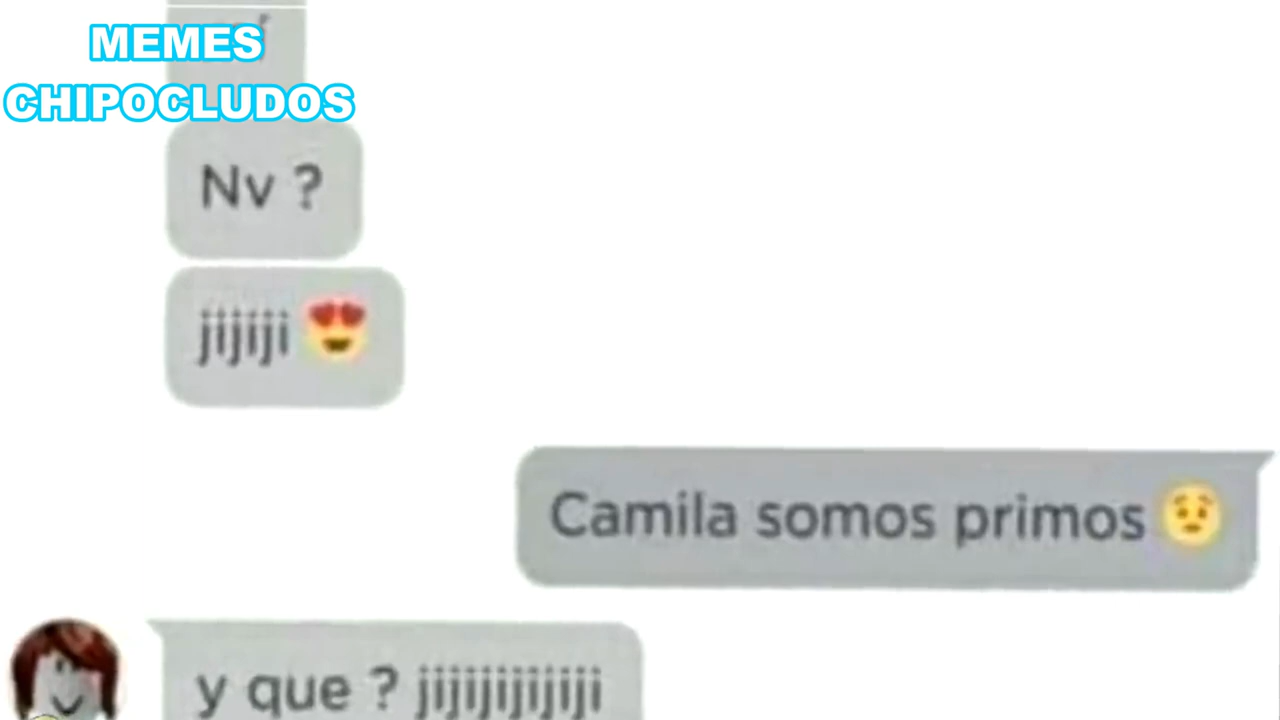 MEMES
CHIPOCLUDOS
Nv ?
jijiji 😍
Camila somos primos 😟
y que ? jijijijijiji